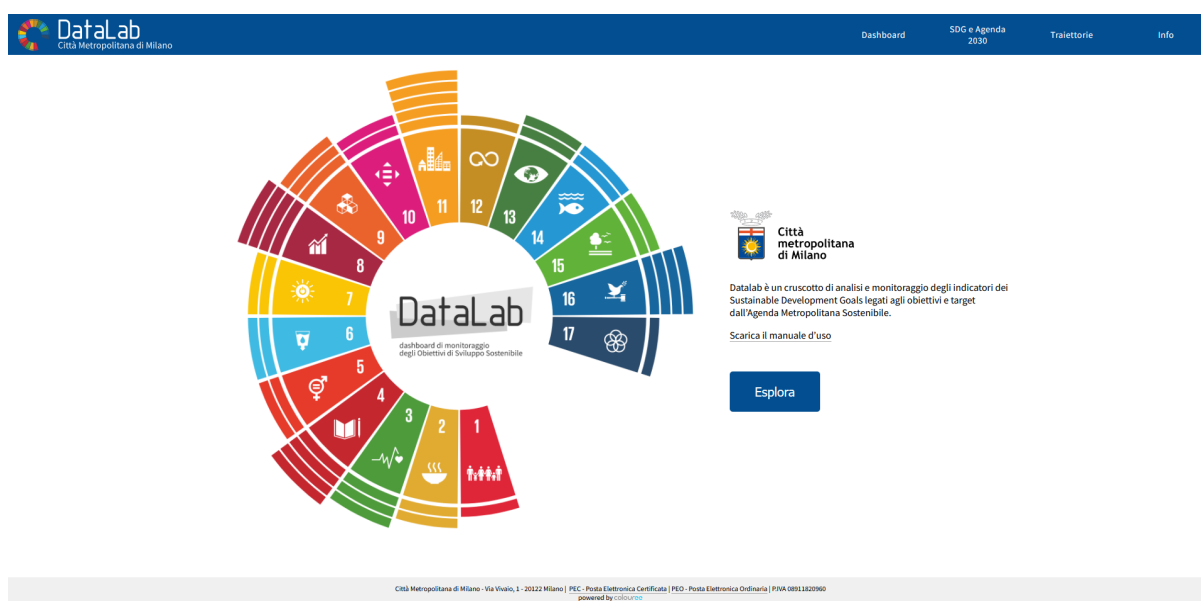 DataLab
Città Metropolitana di Milano
Dashboard
SDG e Agenda
2030
Traiettorie
Info
11
12
10
13
9
14
8
15
7
16
6
17
5
4
3
2
1
DataLab
dashboard di monitoraggio
degli Obiettivi di Sviluppo Sostenibile
Città
metropolitana
di Milano
Datalab è un cruscotto di analisi e monitoraggio degli indicatori dei
Sustainable Development Goals legati agli obiettivi e target
dall'Agenda Metropolitana Sostenibile.
Scarica il manuale d'uso
Esplora
Città Metropolitana di Milano - Via Vivaio, 1 - 20122 Milano | PEC - Posta Elettronica Certificata | PEO - Posta Elettronica Ordinaria | P.IVA 08911820960
powered by colouree